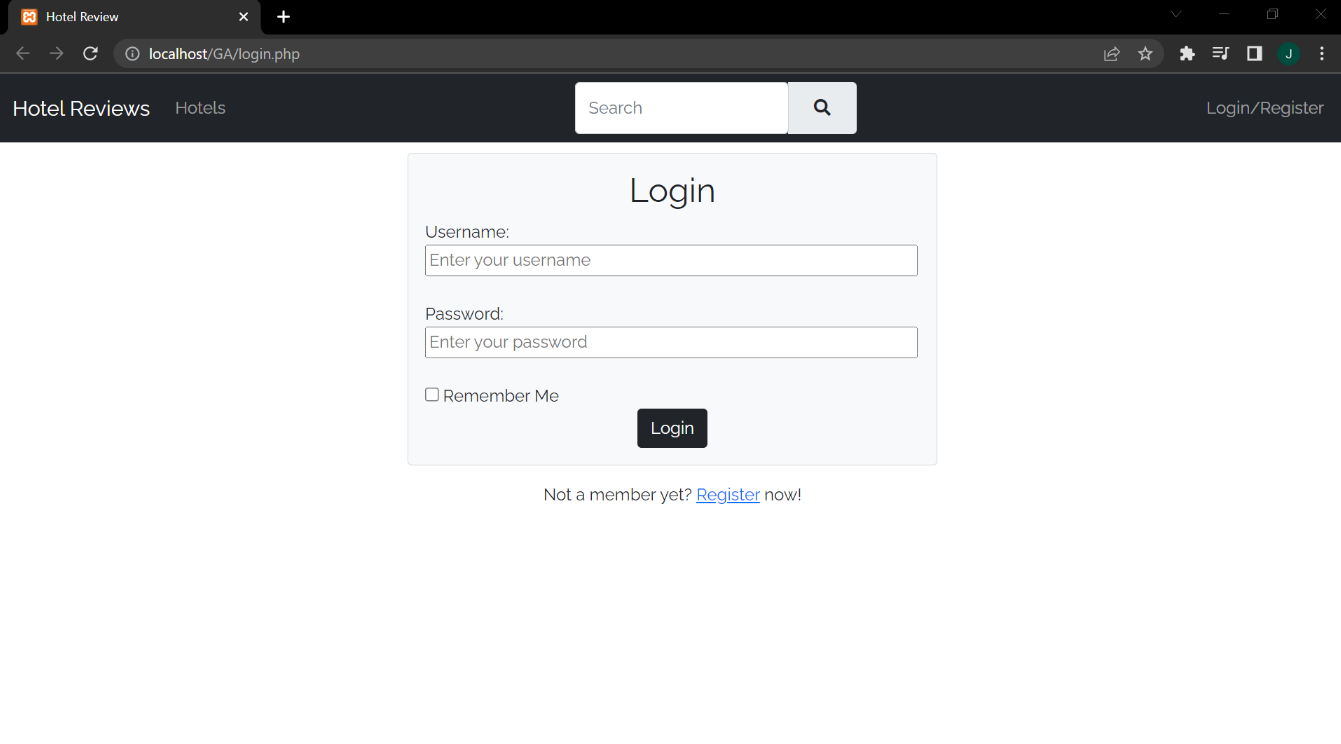 Hotel Review
localhost/GA/login.php
J
Hotel Reviews Hotels Search Login/Register
Login
Username:
Enter your username
Password:
Enter your password
Remember Me
Login
Not a member yet? Register now!